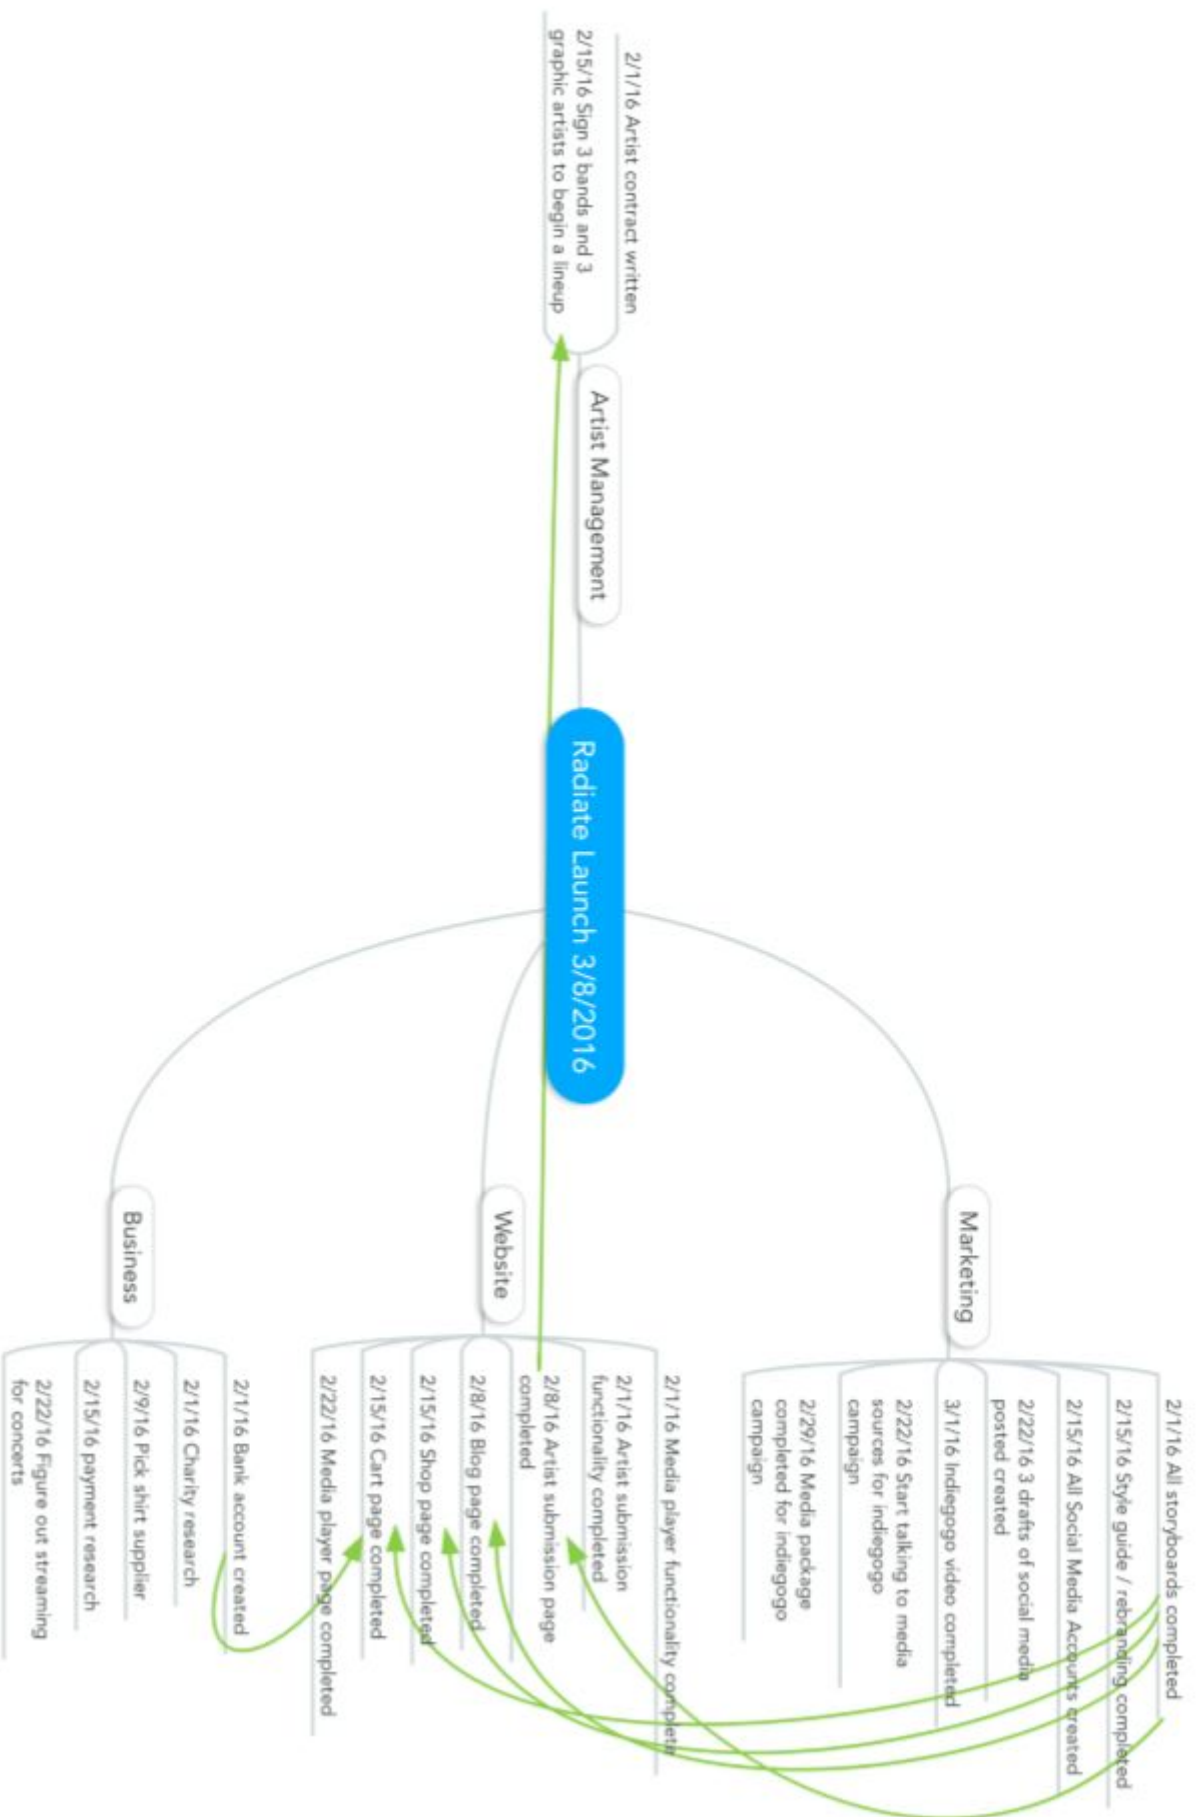 Radiate Launch 3/8/2016
Marketing
2/1/16 All storyboards completed
2/15/16 Style guide / rebranding completed
2/15/16 All Social Media Accounts created
2/22/16 3 drafts of social media
posted created
3/1/16 Indiegogo video completed
2/22/16 Start talking to media
sources for indiegogo
campaign
2/29/16 Media package
completed for indiegogo
campaign
Website
2/1/16 Media player functionality
2/1/16 Artist submission
functionality completed
2/8/16 Artist submission page
completed
2/8/16 Blog page completed
2/15/16 Shop page completed
2/15/16 Cart page completed
2/22/16 Media player page completed
Business
2/1/16 Bank account created
2/1/16 Charity research
2/9/16 Pick shirt supplier
2/15/16 payment research
2/22/16 Figure out streaming
for concerts
Artist Management
2/1/16 Artist contract written
2/15/16 Sign 3 bands and 3
graphic artists to begin a lineup